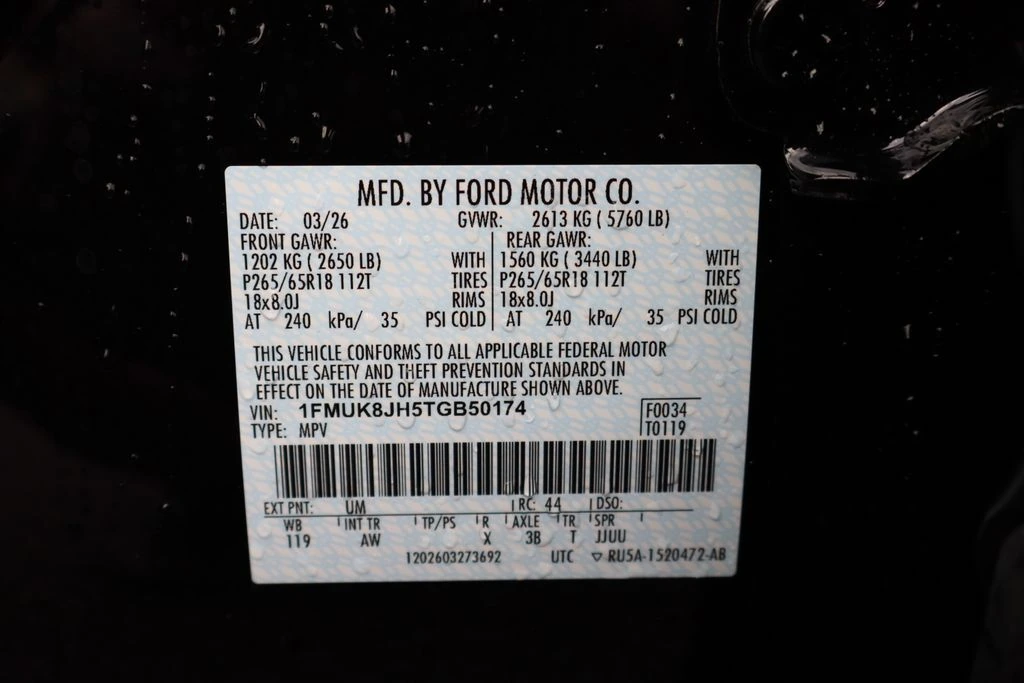 MFD. BY FORD MOTOR CO.
DATE: 03/26 GVWR: 2613 KG ( 5760 LB)
FRONT GAWR: REAR GAWR:
1202 KG ( 2650 LB) WITH 1560 KG ( 3440 LB) WITH
P265/65R18 112T TIRES P265/65R18 112T TIRES
18x8.0J RIMS 18x8.0J RIMS
AT 240 kPa/ 35 PSI COLD AT 240 kPa/ 35 PSI COLD
THIS VEHICLE CONFORMS TO ALL APPLICABLE FEDERAL MOTOR
VEHICLE SAFETY AND THEFT PREVENTION STANDARDS IN
EFFECT ON THE DATE OF MANUFACTURE SHOWN ABOVE.
VIN: 1FMUK8JH5TGB50174 F0034
TYPE: MPV T0119
EXT PNT: UM RC: 44 DSO:
WB INT TR TP/PS R AXLE TR SPR
119 AW X 3B T JJUU
1202603273692 UTC ▽ RU5A-1520472-AB